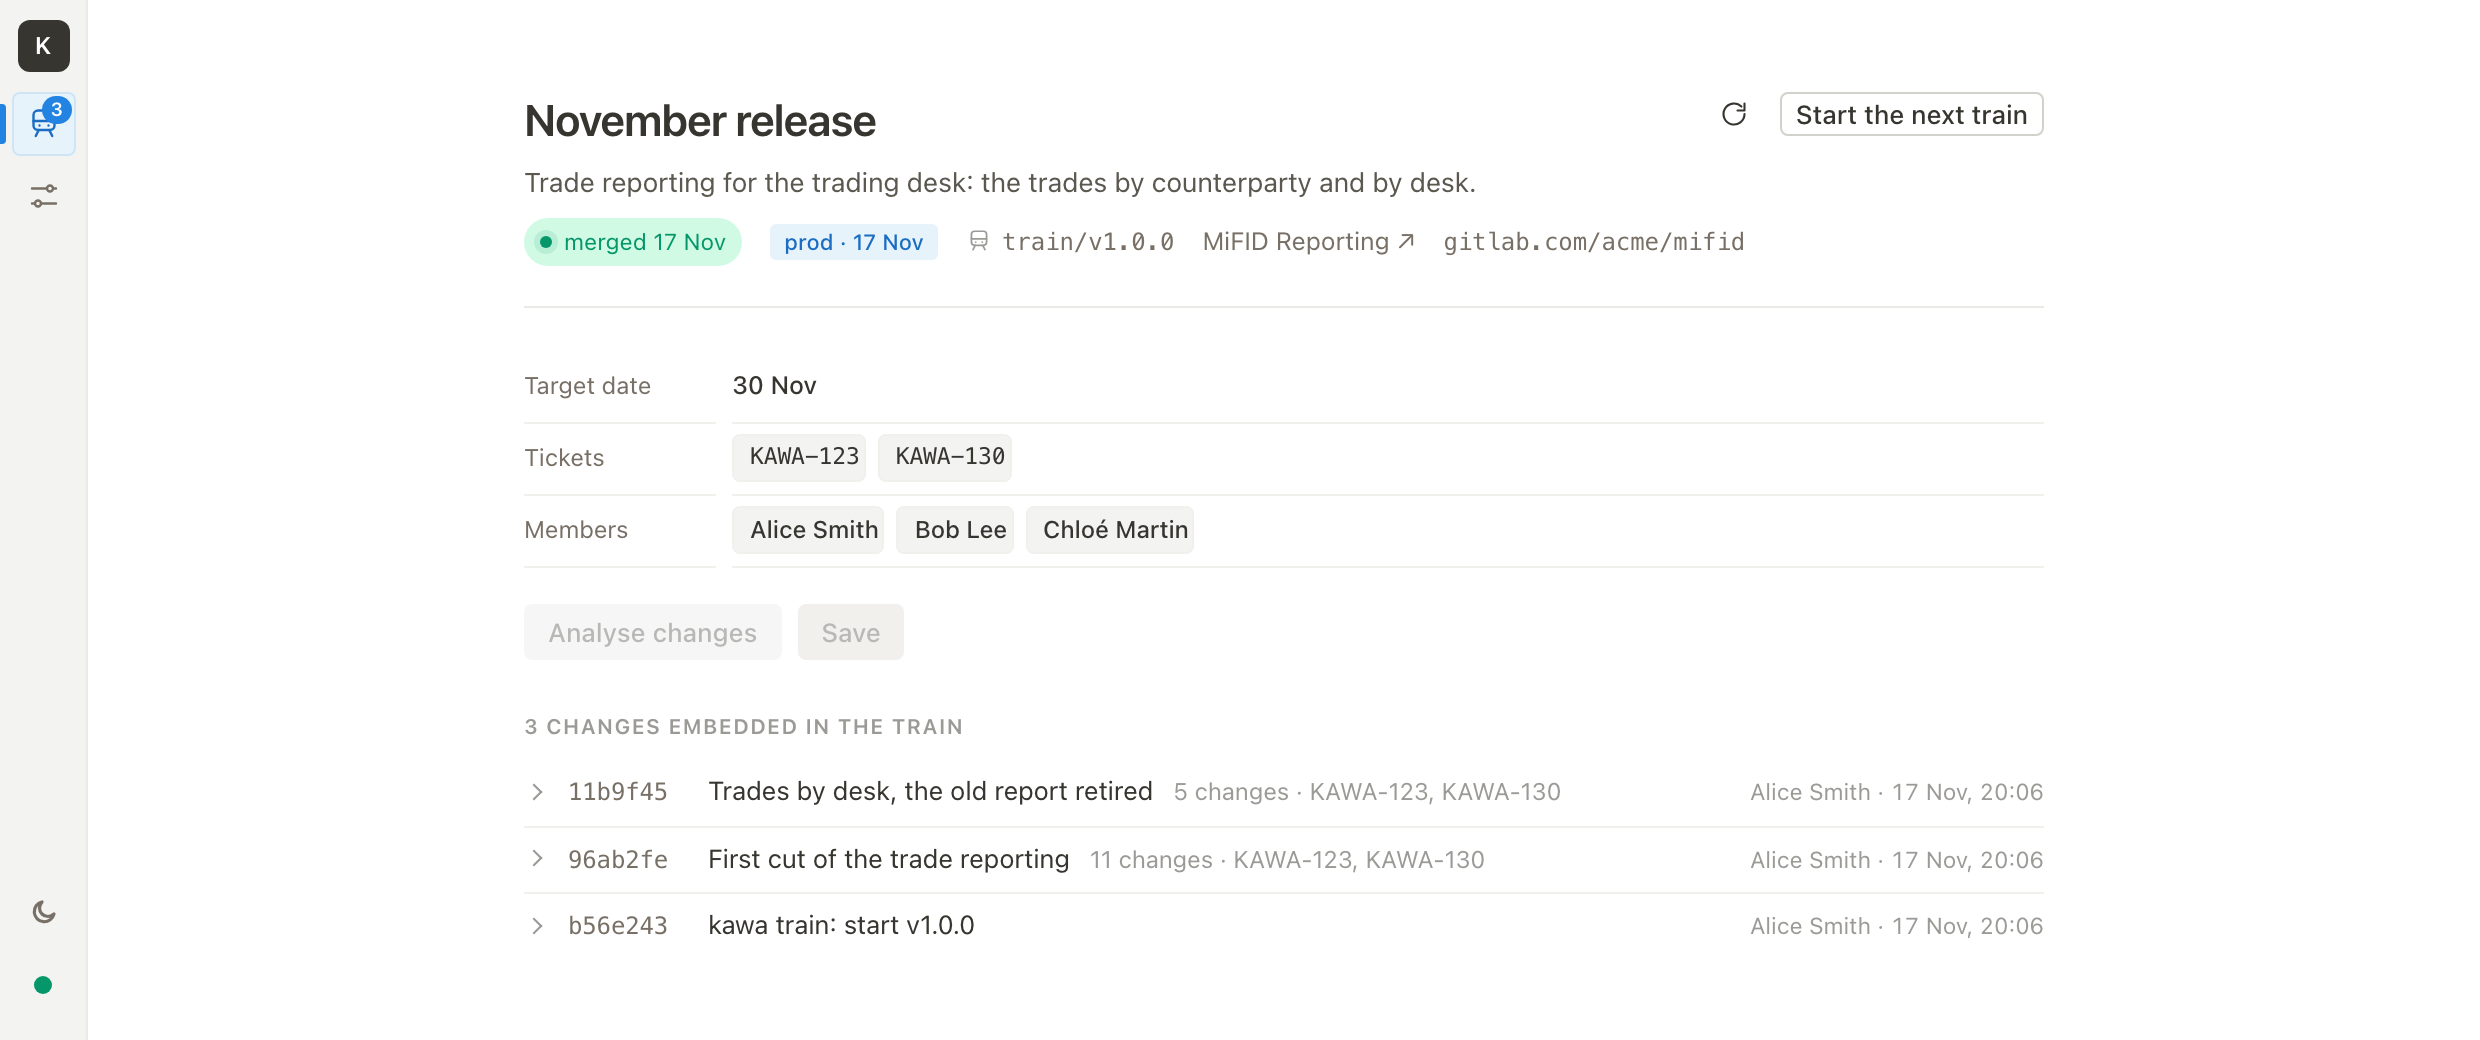 K
3
November release
Start the next train
Trade reporting for the trading desk: the trades by counterparty and by desk.
merged 17 Nov
prod · 17 Nov
train/v1.0.0
MiFID Reporting ↗
gitlab.com/acme/mifid
Target date
30 Nov
Tickets
KAWA-123 KAWA-130
Members
Alice Smith Bob Lee Chloé Martin
Analyse changes
Save
3 CHANGES EMBEDDED IN THE TRAIN
11b9f45 Trades by desk, the old report retired 5 changes · KAWA-123, KAWA-130 Alice Smith · 17 Nov, 20:06
96ab2fe First cut of the trade reporting 11 changes · KAWA-123, KAWA-130 Alice Smith · 17 Nov, 20:06
b56e243 kawa train: start v1.0.0 Alice Smith · 17 Nov, 20:06